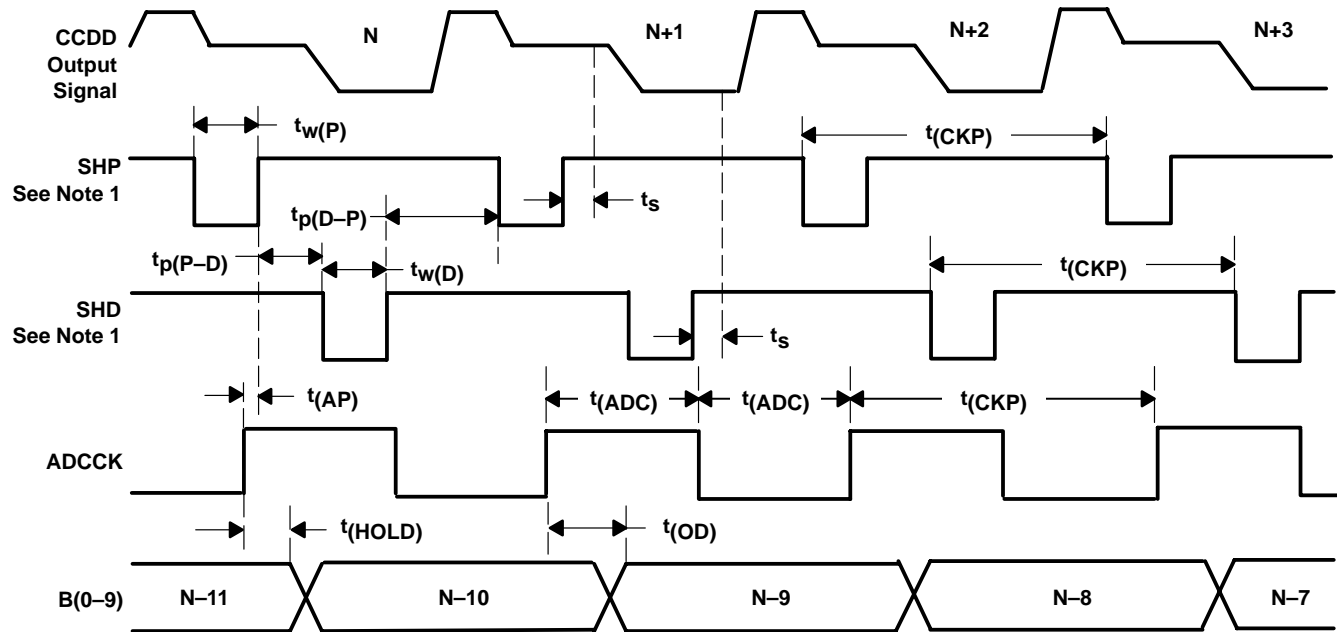 CCDD
Output
Signal
N
N+1
N+2
N+3
tw(P)
t(CKP)
SHP
See Note 1
ts
tp(D–P)
tp(P–D)
tw(D)
t(CKP)
SHD
See Note 1
ts
t(AP)
t(ADC)
t(ADC)
t(CKP)
ADCCK
t(HOLD)
t(OD)
B(0–9)
N–11
N–10
N–9
N–8
N–7